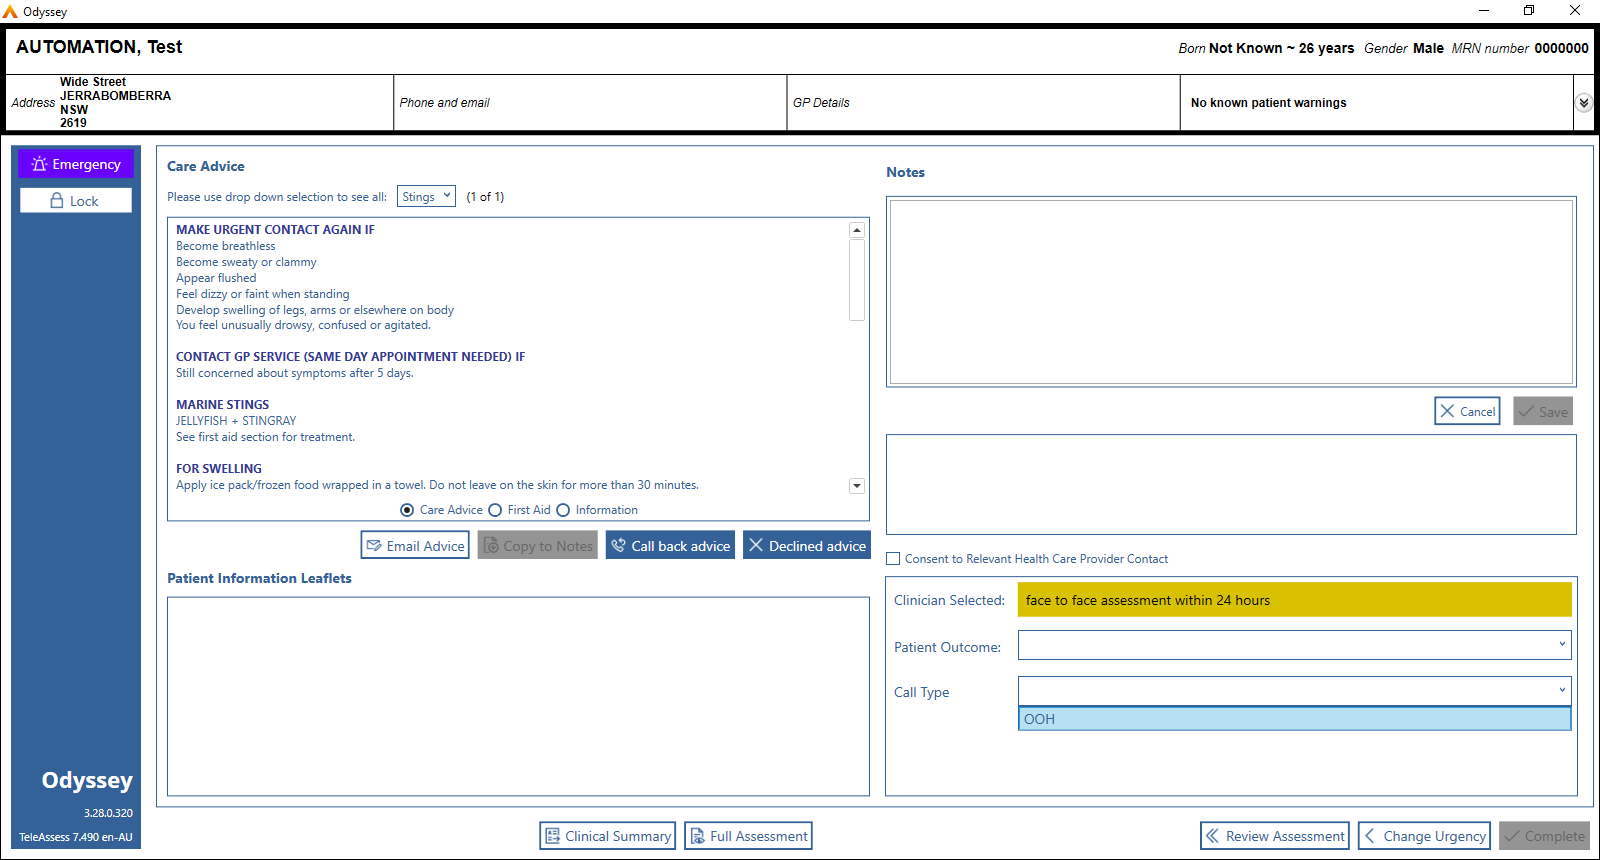 Odyssey
AUTOMATION, Test
Born Not Known ~ 26 years Gender Male MRN number 0000000
Address
Wide Street
JERRABOMBERRA
NSW
2619
Phone and email
GP Details
No known patient warnings
Emergency
Lock
Odyssey
3.28.0.320
TeleAssess 7.490 en-AU
Care Advice
Please use drop down selection to see all: Stings (1 of 1)
MAKE URGENT CONTACT AGAIN IF
Become breathless
Become sweaty or clammy
Appear flushed
Feel dizzy or faint when standing
Develop swelling of legs, arms or elsewhere on body
You feel unusually drowsy, confused or agitated.
CONTACT GP SERVICE (SAME DAY APPOINTMENT NEEDED) IF
Still concerned about symptoms after 5 days.
MARINE STINGS
JELLYFISH + STINGRAY
See first aid section for treatment.
FOR SWELLING
Apply ice pack/frozen food wrapped in a towel. Do not leave on the skin for more than 30 minutes.
Care Advice First Aid Information
Email Advice Copy to Notes Call back advice Declined advice
Patient Information Leaflets
Notes
Cancel Save
Consent to Relevant Health Care Provider Contact
Clinician Selected: face to face assessment within 24 hours
Patient Outcome:
Call Type
OOH
Clinical Summary Full Assessment Review Assessment Change Urgency Complete